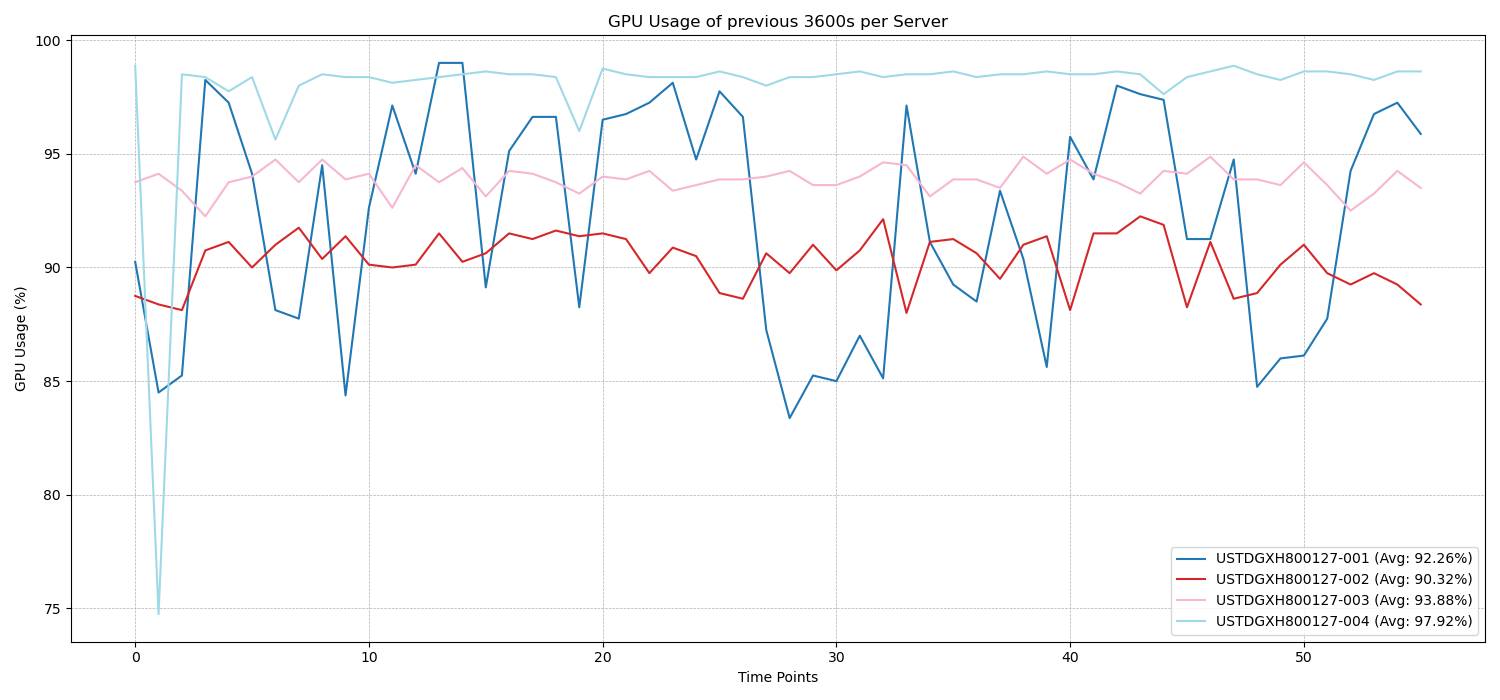 GPU Usage of previous 3600s per Server
GPU Usage (%)
100
95
90
85
80
75
0 10 20 30 40 50
Time Points
USTDGXH800127-001 (Avg: 92.26%)
USTDGXH800127-002 (Avg: 90.32%)
USTDGXH800127-003 (Avg: 93.88%)
USTDGXH800127-004 (Avg: 97.92%)